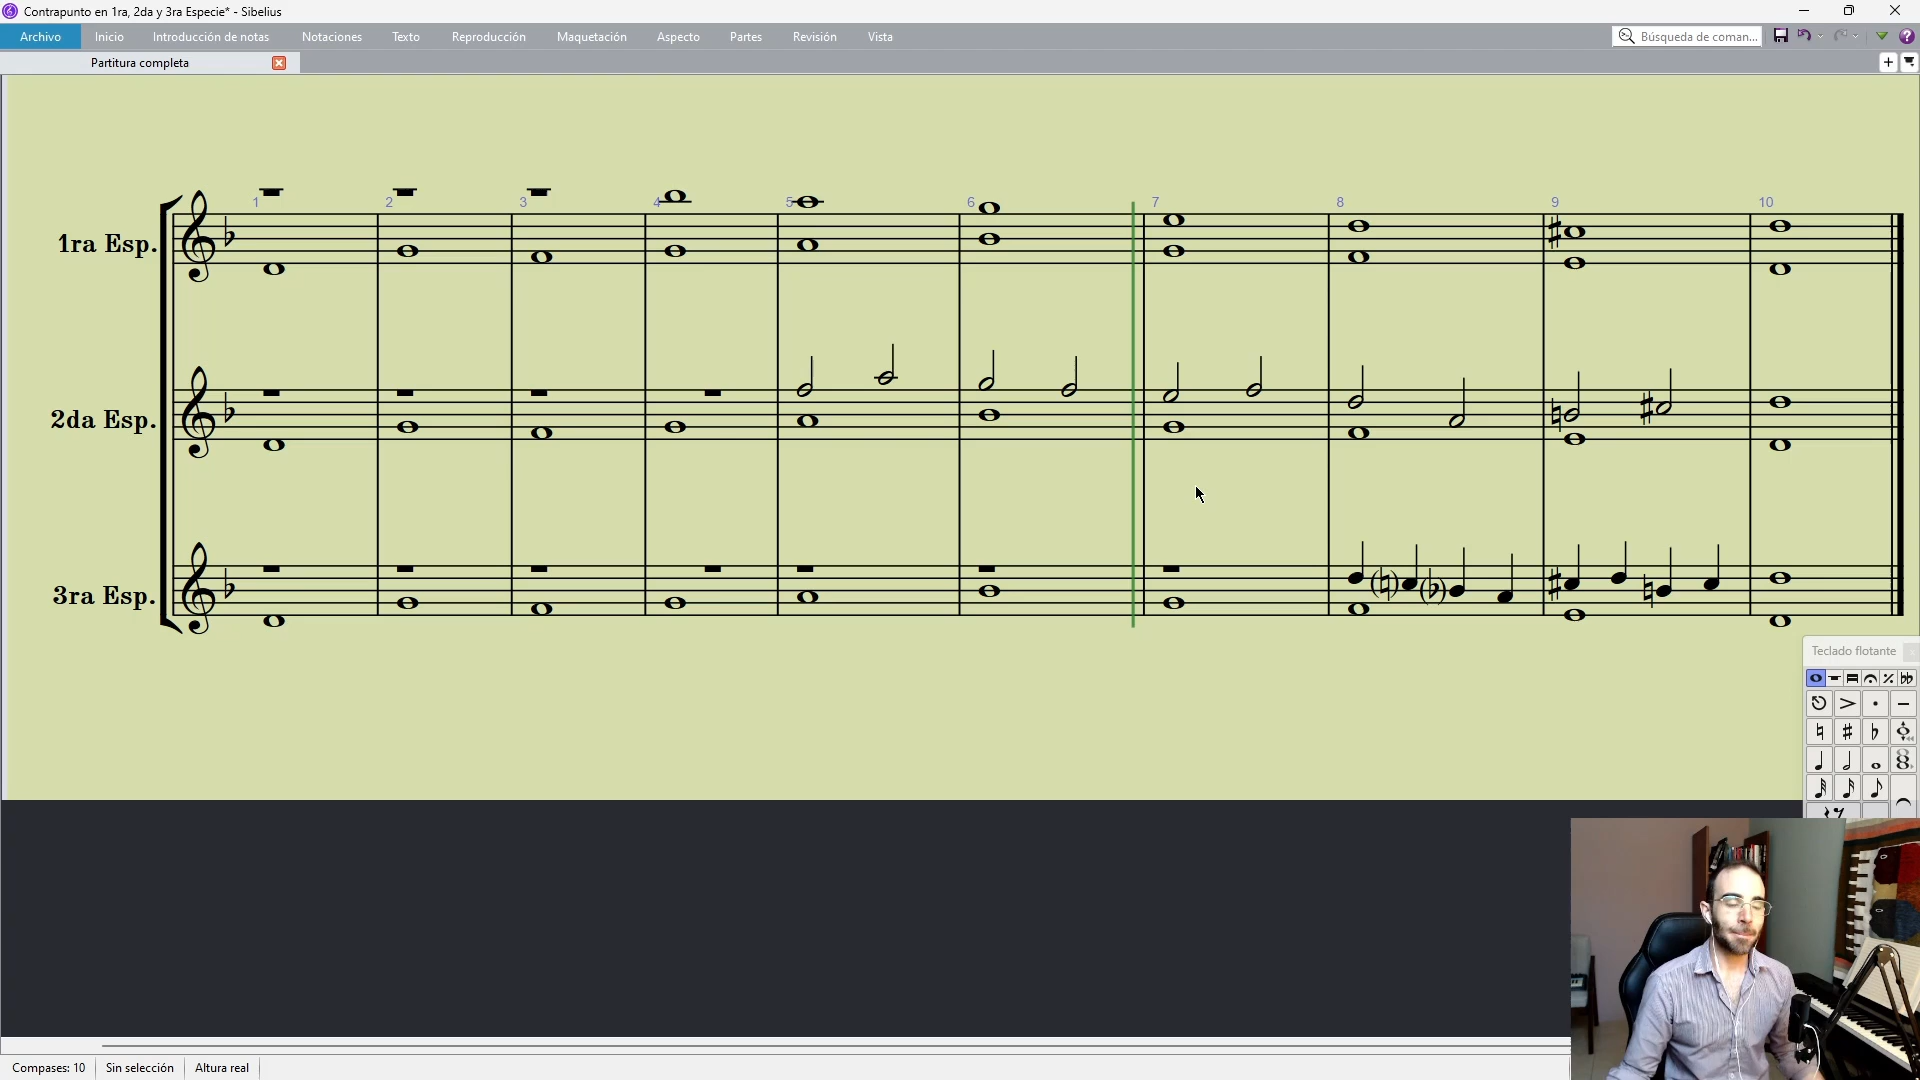 Contrapunto en 1ra, 2da y 3ra Especie* - Sibelius
Archivo Inicio Introducción de notas Notaciones Texto Reproducción Maquetación Aspecto Partes Revisión Vista Búsqueda de coman...
Partitura completa
1 2 3 4 5 6 7 8 9 10
1ra Esp.
2da Esp.
3ra Esp.
Teclado flotante
Compases: 10 Sin selección Altura real